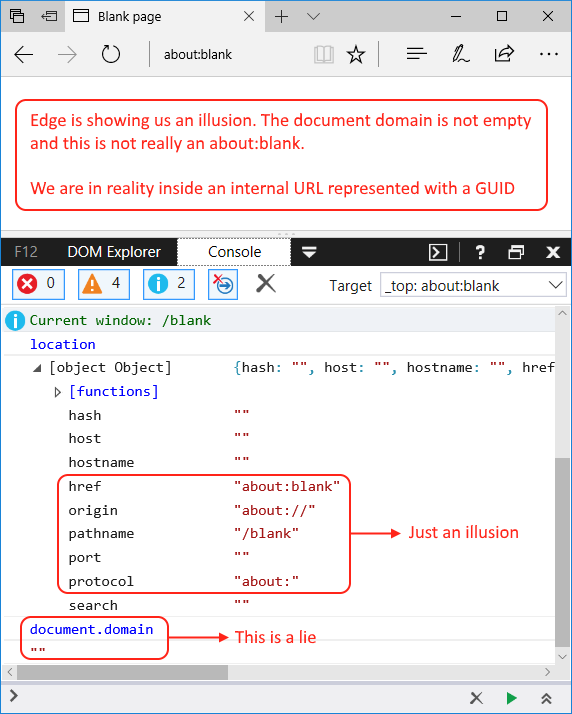 Blank page
about:blank
Edge is showing us an illusion. The document domain is not empty
and this is not really an about:blank.
We are in reality inside an internal URL represented with a GUID
F12 DOM Explorer Console ?
0 4 2 Target _top: about:blank
Current window: /blank
location
[object Object] {hash: "", host: "", hostname: "", href
[functions]
hash ""
host ""
hostname ""
href "about:blank"
origin "about://"
pathname "/blank" Just an illusion
port ""
protocol "about:"
search ""
document.domain This is a lie
""